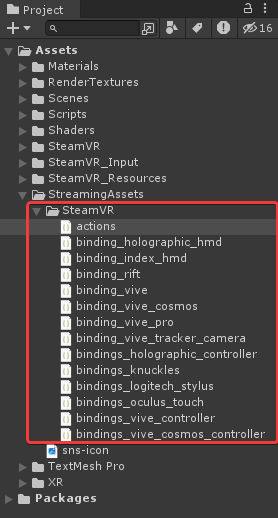 Project
16
Assets
Materials
RenderTextures
Scenes
Scripts
Shaders
SteamVR
SteamVR_Input
SteamVR_Resources
StreamingAssets
SteamVR
actions
binding_holographic_hmd
binding_index_hmd
binding_rift
binding_vive
binding_vive_cosmos
binding_vive_pro
binding_vive_tracker_camera
bindings_holographic_controller
bindings_knuckles
bindings_logitech_stylus
bindings_oculus_touch
bindings_vive_controller
bindings_vive_cosmos_controller
sns-icon
TextMesh Pro
XR
Packages